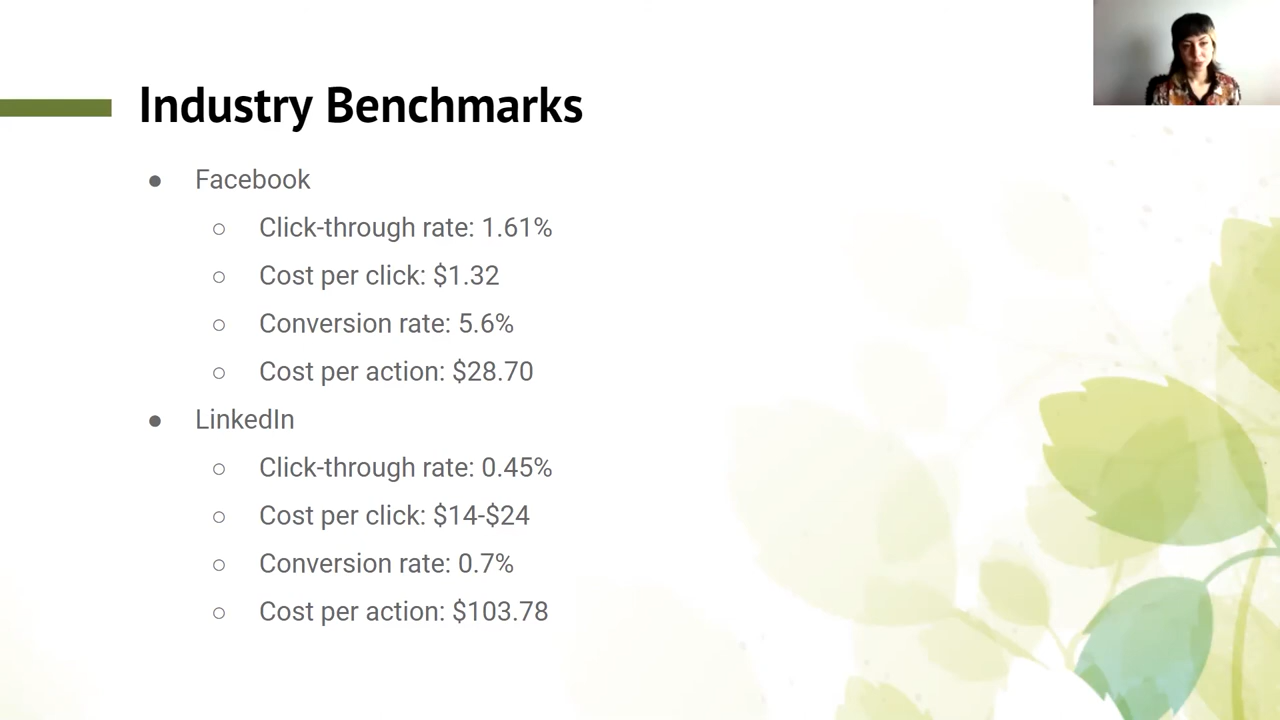 Industry Benchmarks
● Facebook
○ Click-through rate: 1.61%
○ Cost per click: $1.32
○ Conversion rate: 5.6%
○ Cost per action: $28.70
● LinkedIn
○ Click-through rate: 0.45%
○ Cost per click: $14-$24
○ Conversion rate: 0.7%
○ Cost per action: $103.78